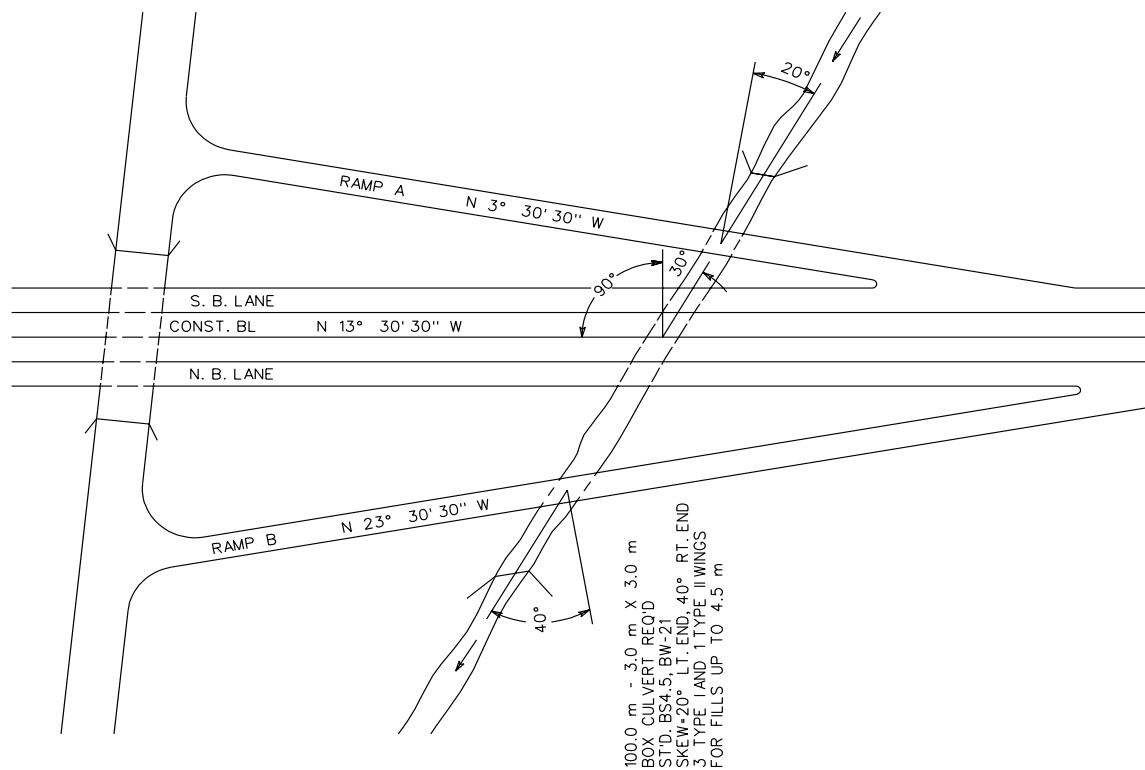 20°
RAMP A N 3° 30' 30" W
30°
90°
S. B. LANE
CONST. BL N 13° 30' 30" W
N. B. LANE
RAMP B N 23° 30' 30" W
40°
100.0 m - 3.0 m X 3.0 m
BOX CULVERT REQ'D
ST'D. BS4.5, BW-21
SKEW=20° LT. END, 40° RT. END
3 TYPE I AND 1 TYPE II WINGS
FOR FILLS UP TO 4.5 m